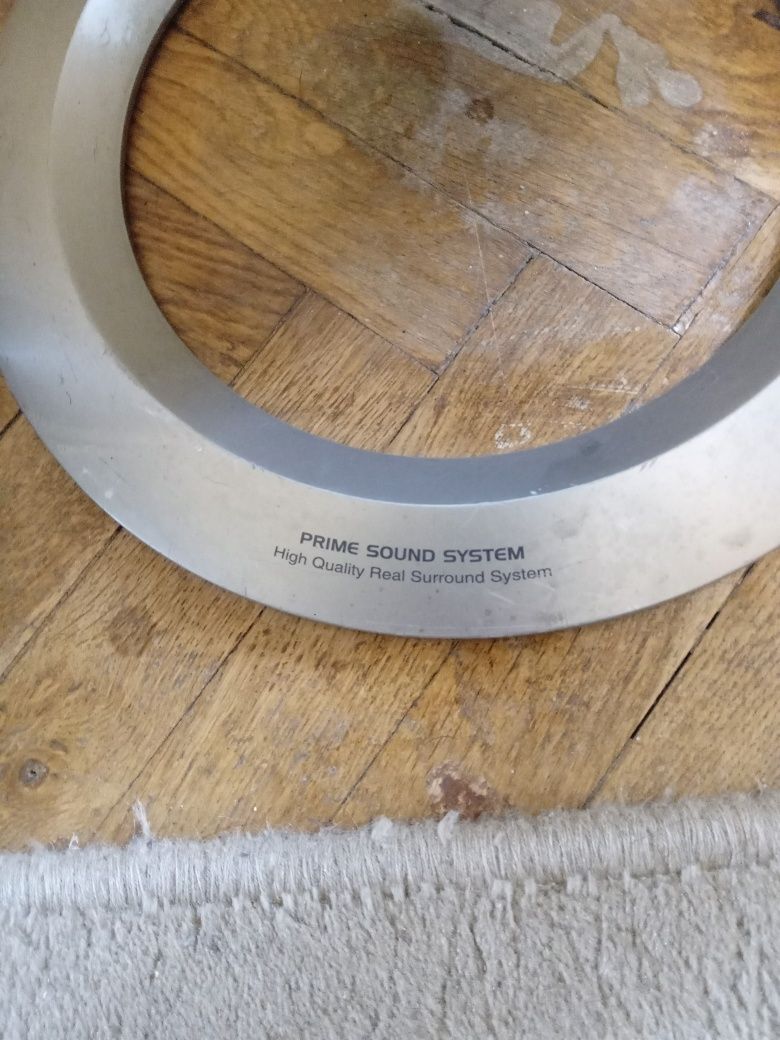 PRIME SOUND SYSTEM
High Quality Real Surround System